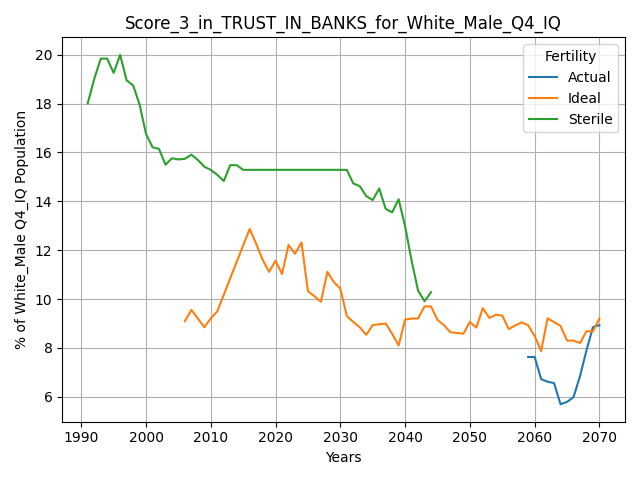 Score_3_in_TRUST_IN_BANKS_for_White_Male_Q4_IQ
% of White_Male Q4_IQ Population
20
18
16
14
12
10
8
6
Fertility
Actual
Ideal
Sterile
1990 2000 2010 2020 2030 2040 2050 2060 2070
Years